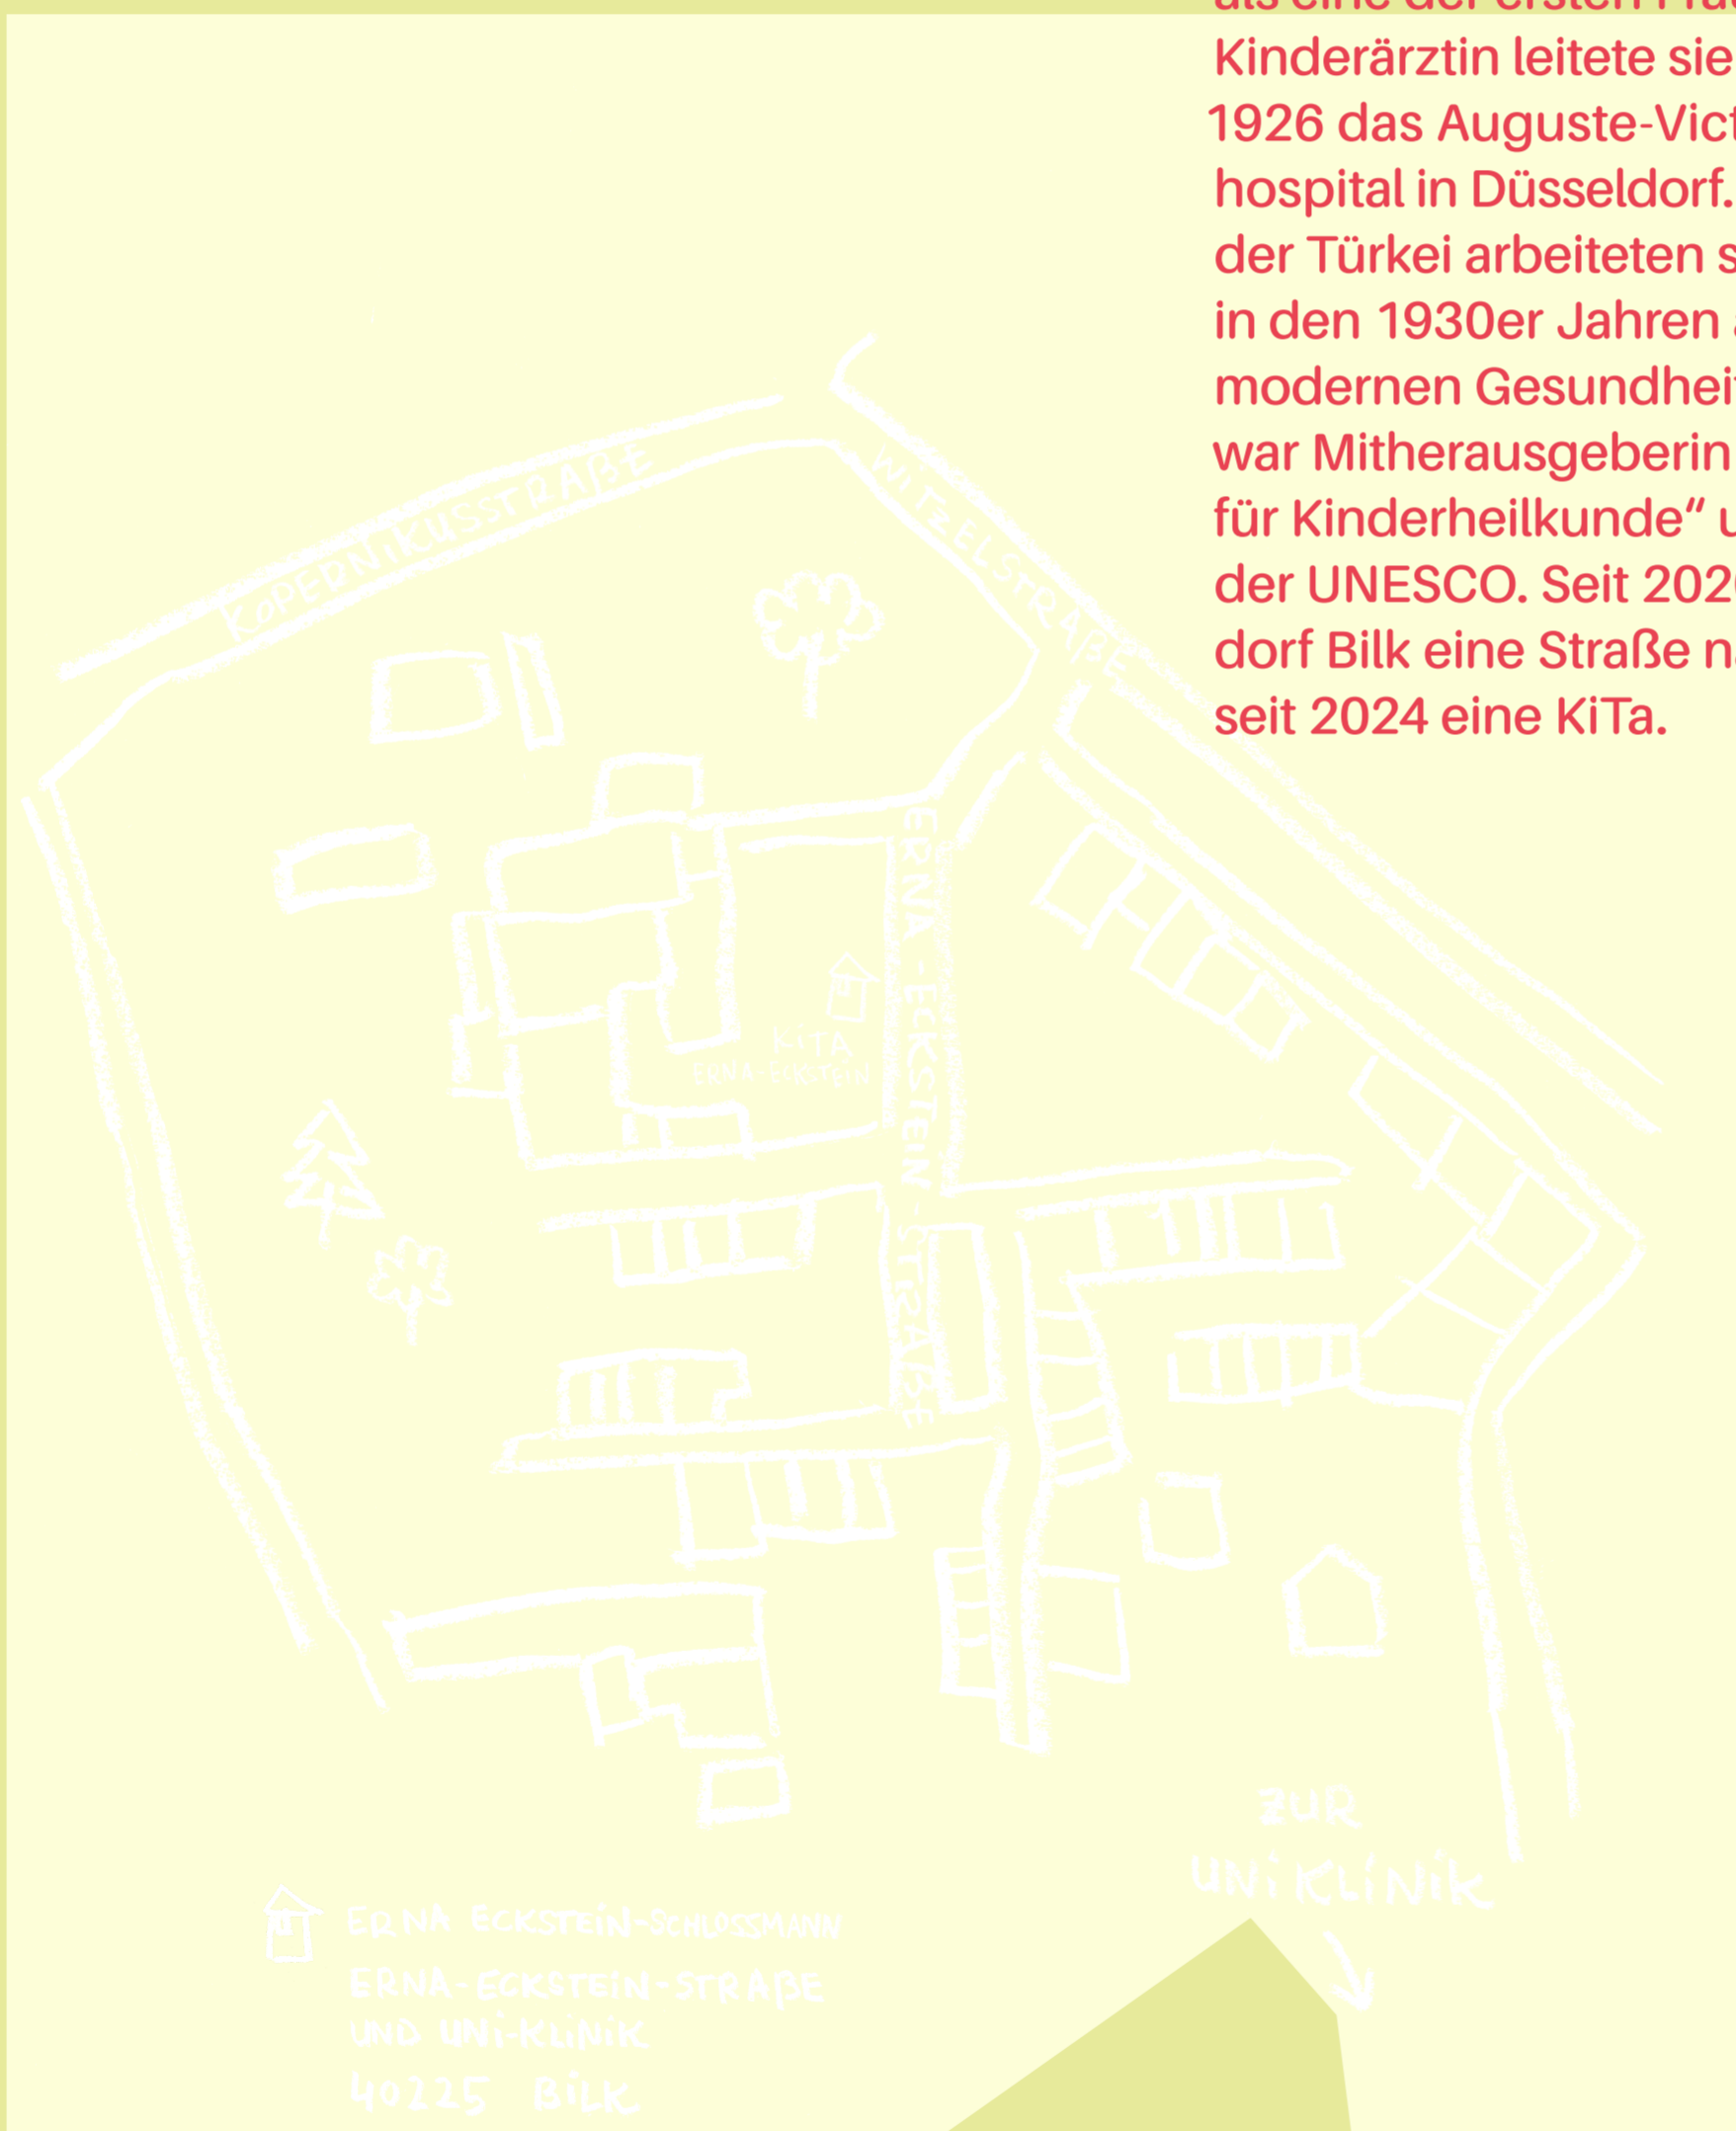 Kinderärztin leitete sie
1926 das Auguste-Vict
hospital in Düsseldorf.
der Türkei arbeiteten s
in den 1930er Jahren
modernen Gesundheit
war Mitherausgeberin
für Kinderheilkunde“ u
der UNESCO. Seit 202
dorf Bilk eine Straße n
seit 2024 eine KiTa.
KOPERNiKUSSTRAßE
WiTZELSTRAßE
ERNA-ECKSTEiN-STRAßE
KiTA
ERNA-ECKSTEiN
ZUR
UNiKLiNiK
ERNA ECKSTEiN-SCHLOSSMANN
ERNA-ECKSTEiN-STRAßE
UND UNi-KLiNiK
40225 BiLK